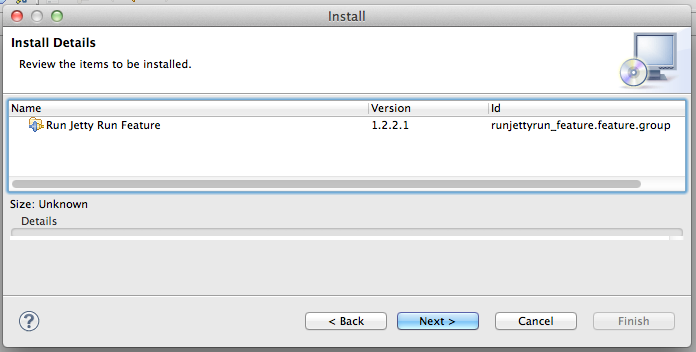 Install
Install Details
Review the items to be installed.
Name Version Id
Run Jetty Run Feature 1.2.2.1 runjettyrun_feature.feature.group
Size: Unknown
Details
? < Back Next > Cancel Finish